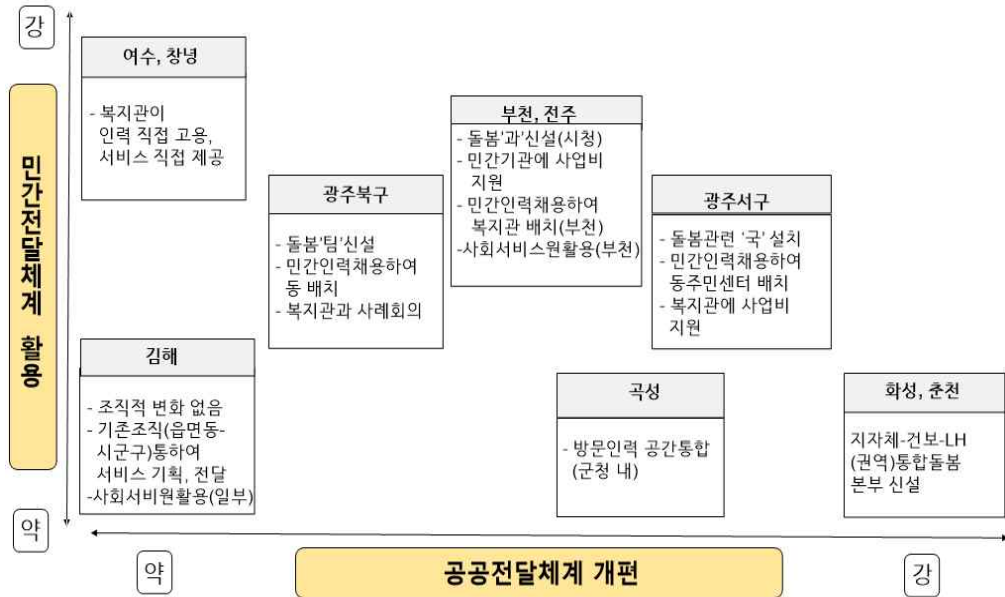 강
민간전달체계 활용
약
여수, 창녕
- 복지관이
인력 직접 고용,
서비스 직접 제공
광주북구
- 돌봄'팀'신설
- 민간인력채용하여
동 배치
- 복지관과 사례회의
부천, 전주
- 돌봄'과'신설(시청)
- 민간기관에 사업비
지원
- 민간인력채용하여
복지관 배치(부천)
-사회서비스원활용(부천)
광주서구
- 돌봄관련 '국' 설치
- 민간인력채용하여
동주민센터 배치
- 복지관에 사업비
지원
김해
- 조직적 변화 없음
- 기존조직(읍면동-
시군구)통하여
서비스 기획, 전달
-사회서비원활용(일부)
곡성
- 방문인력 공간통합
(군청 내)
화성, 춘천
지자체-건보-LH
(권역)통합돌봄
본부 신설
약
공공전달체계 개편
강